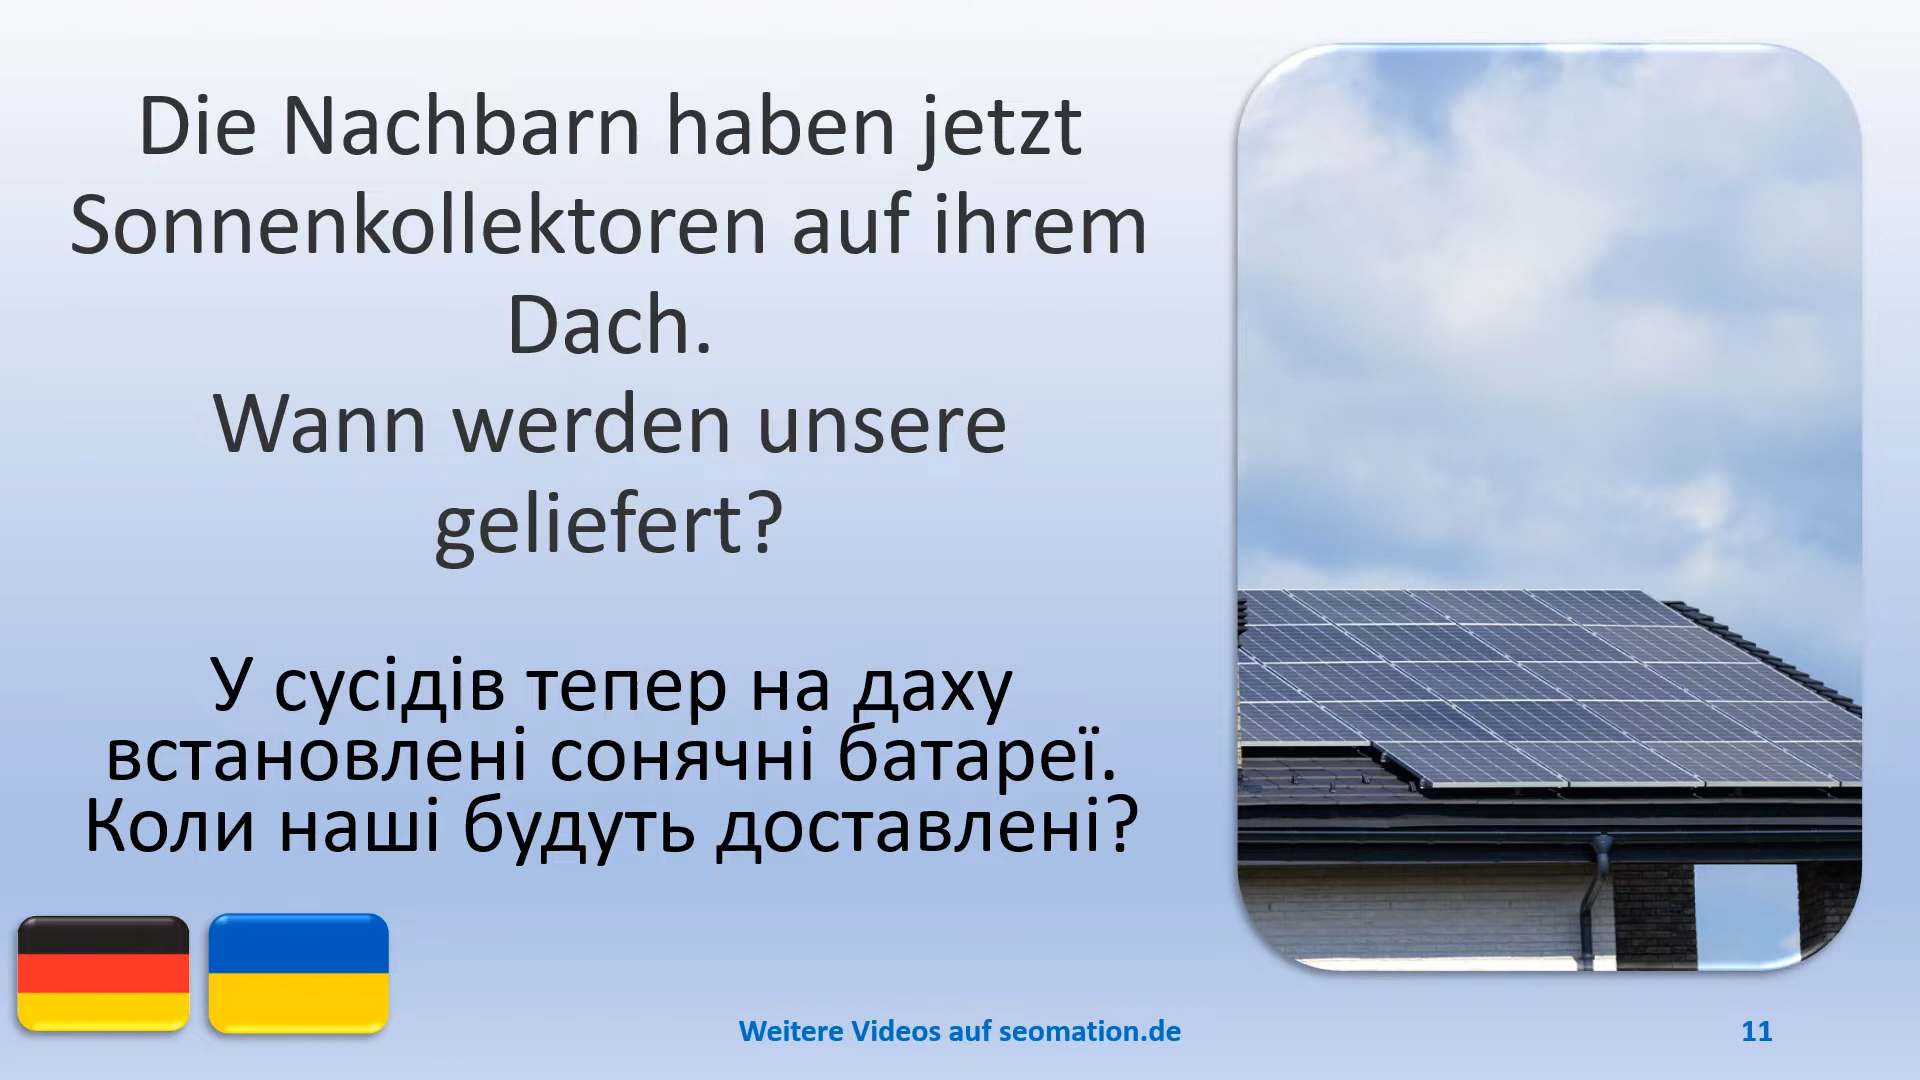 Die Nachbarn haben jetzt
Sonnenkollektoren auf ihrem
Dach.
Wann werden unsere
geliefert?
У сусідів тепер на даху
встановлені сонячні батареї.
Коли наші будуть доставлені?
Weitere Videos auf seomation.de
11